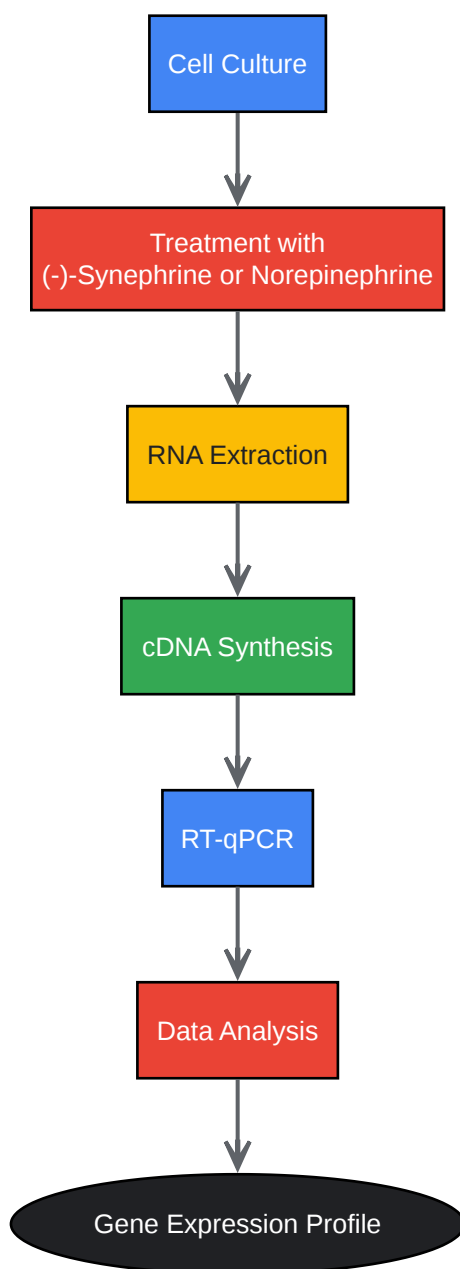 Cell Culture
Treatment with
(-)-Synephrine or Norepinephrine
RNA Extraction
cDNA Synthesis
RT-qPCR
Data Analysis
Gene Expression Profile